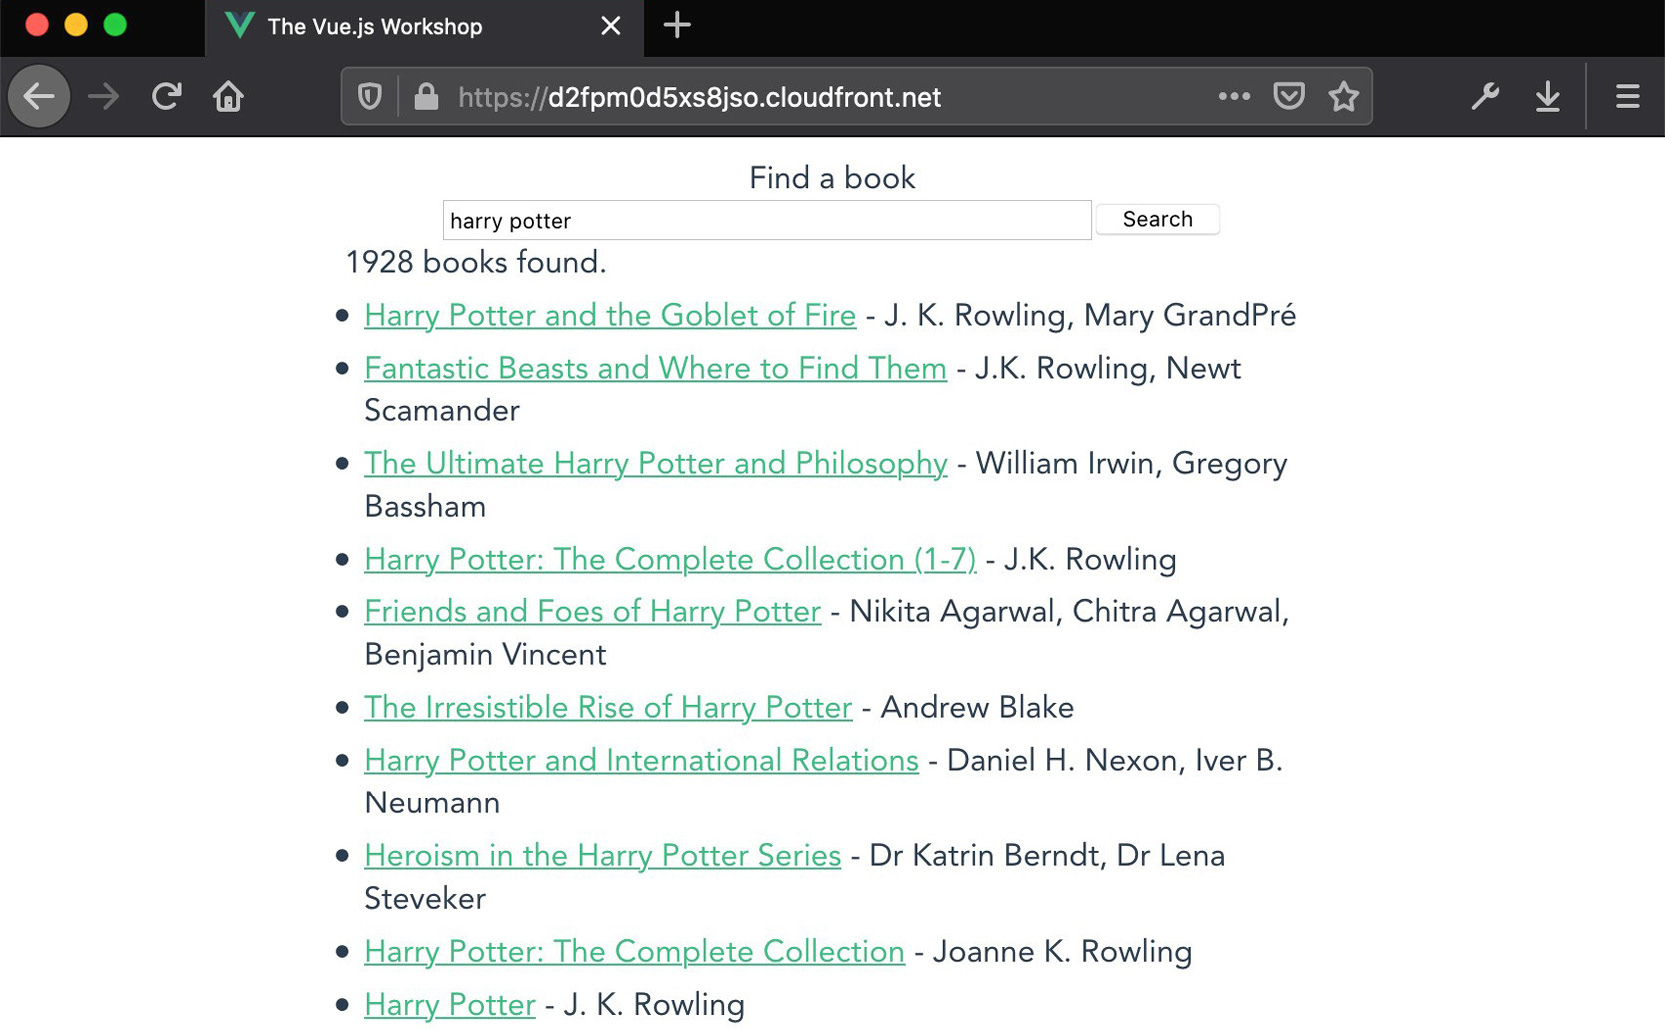 The Vue.js Workshop
https://d2fpm0d5xs8jso.cloudfront.net
Find a book
harry potter Search
1928 books found.
Harry Potter and the Goblet of Fire - J. K. Rowling, Mary GrandPré
Fantastic Beasts and Where to Find Them - J.K. Rowling, Newt
Scamander
The Ultimate Harry Potter and Philosophy - William Irwin, Gregory
Bassham
Harry Potter: The Complete Collection (1-7) - J.K. Rowling
Friends and Foes of Harry Potter - Nikita Agarwal, Chitra Agarwal,
Benjamin Vincent
The Irresistible Rise of Harry Potter - Andrew Blake
Harry Potter and International Relations - Daniel H. Nexon, Iver B.
Neumann
Heroism in the Harry Potter Series - Dr Katrin Berndt, Dr Lena
Steveker
Harry Potter: The Complete Collection - Joanne K. Rowling
Harry Potter - J. K. Rowling